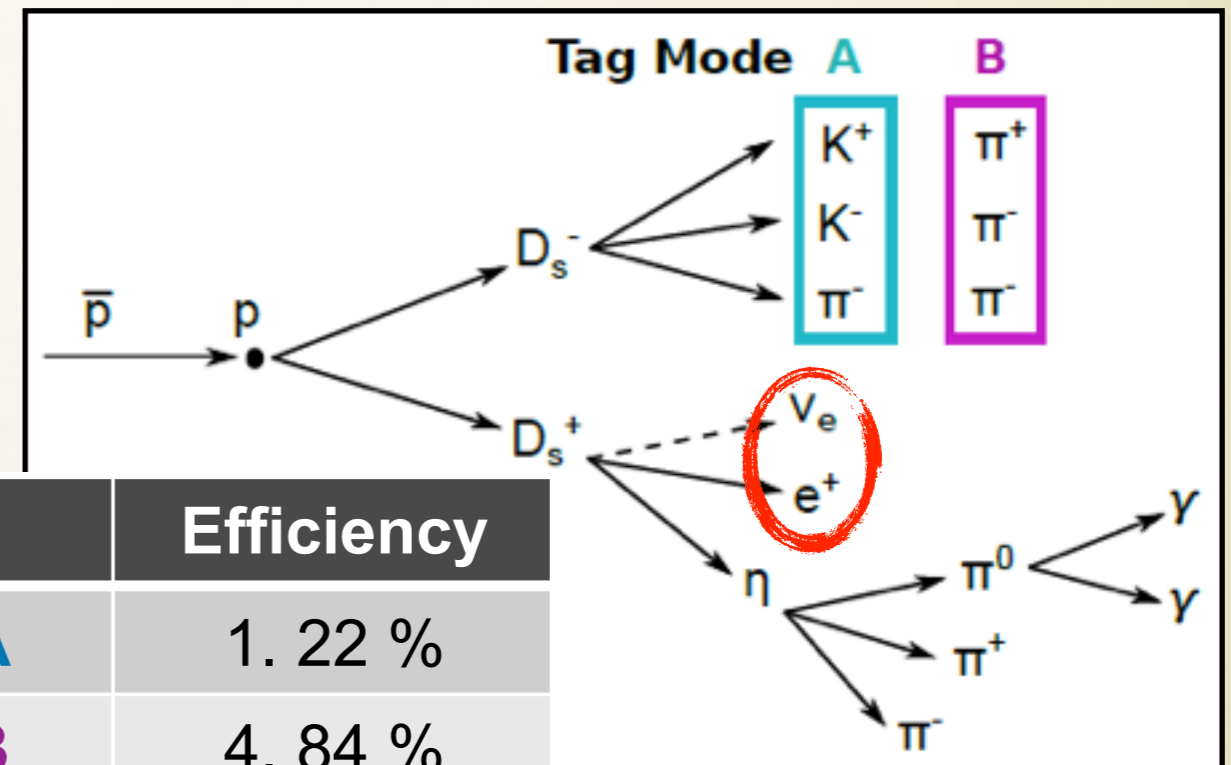 Tag Mode A B
K⁺ π⁺
K⁻ π⁻
π⁻ π⁻
p̅ p
Dₛ⁻
Dₛ⁺
νₑ
e⁺
η
π⁰
π⁺
π⁻
γ
γ
Efficiency
A 1. 22 %
B 4. 84 %